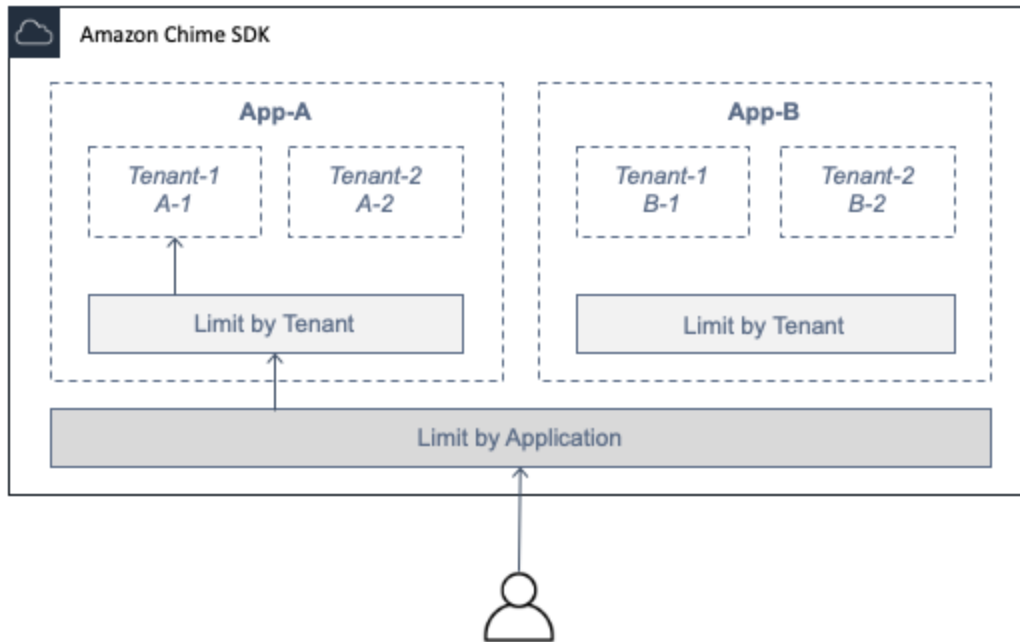 Amazon Chime SDK
App-A
App-B
Tenant-1
A-1
Tenant-2
A-2
Tenant-1
B-1
Tenant-2
B-2
Limit by Tenant
Limit by Tenant
Limit by Application